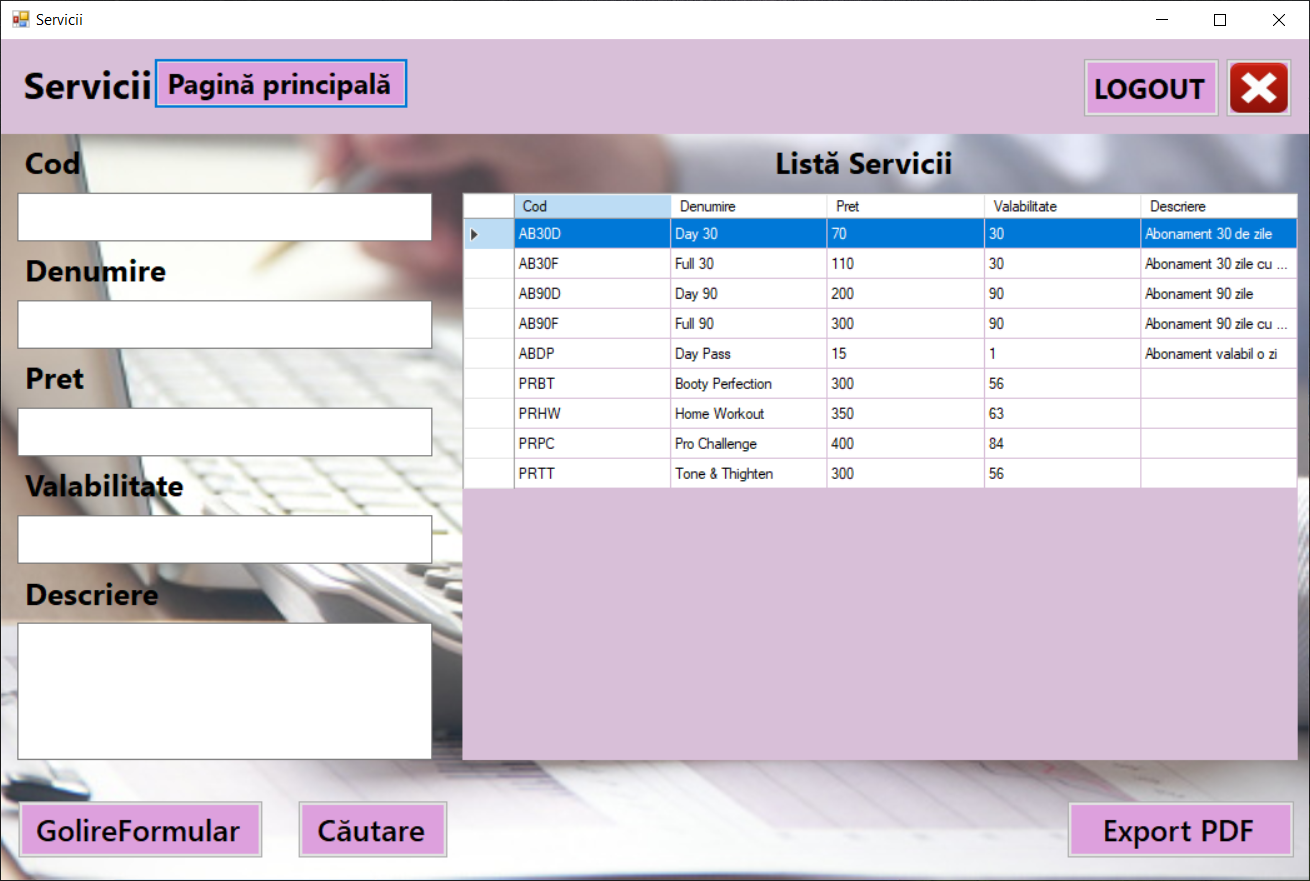 Servicii
Servicii Pagină principală LOGOUT
Cod
Denumire
Pret
Valabilitate
Descriere
Listă Servicii
Cod Denumire Pret Valabilitate Descriere
AB30D Day 30 70 30 Abonament 30 de zile
AB30F Full 30 110 30 Abonament 30 zile cu ...
AB90D Day 90 200 90 Abonament 90 zile
AB90F Full 90 300 90 Abonament 90 zile cu ...
ABDP Day Pass 15 1 Abonament valabil o zi
PRBT Booty Perfection 300 56
PRHW Home Workout 350 63
PRPC Pro Challenge 400 84
PRTT Tone & Thighten 300 56
GolireFormular Căutare Export PDF